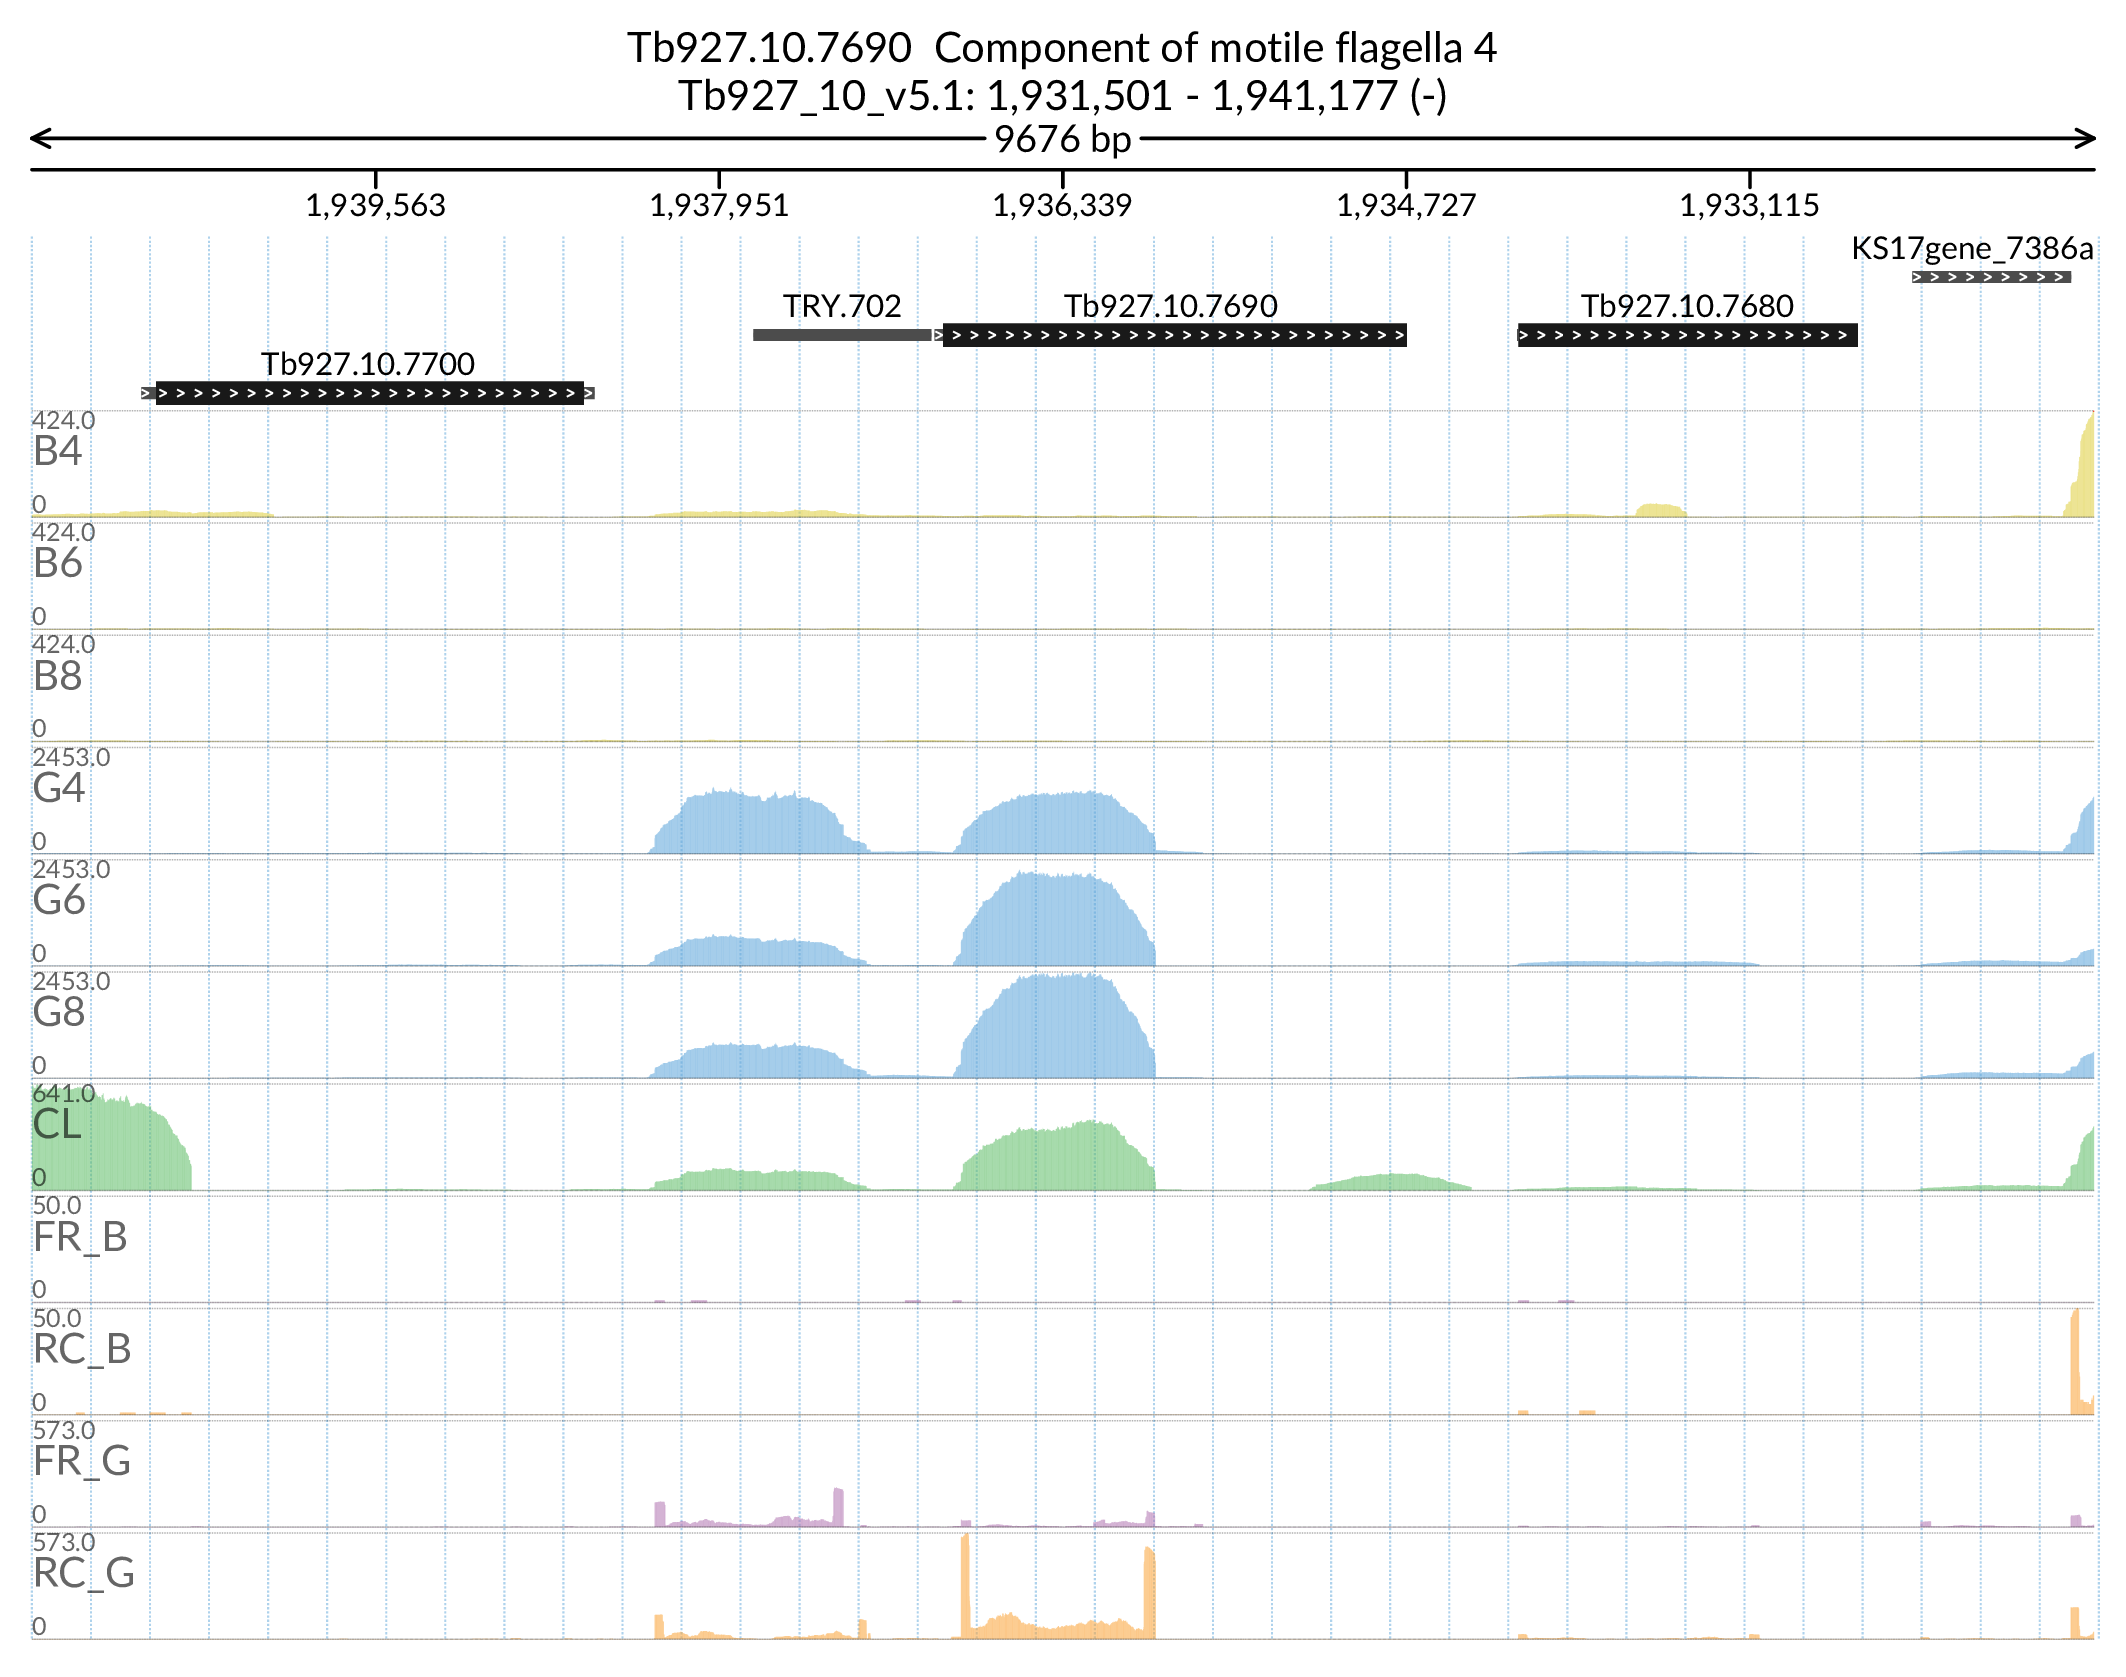 Tb927.10.7690  Component of motile flagella 4
Tb927_10_v5.1: 1,931,501 - 1,941,177 (-)
9676 bp
1,939,563
1,937,951
1,936,339
1,934,727
1,933,115
KS17gene_7386a
TRY.702
Tb927.10.7690
Tb927.10.7680
Tb927.10.7700
424.0
B4
0
424.0
B6
0
424.0
B8
0
2453.0
G4
0
2453.0
G6
0
2453.0
G8
0
641.0
CL
0
50.0
FR_B
0
50.0
RC_B
0
573.0
FR_G
0
573.0
RC_G
0